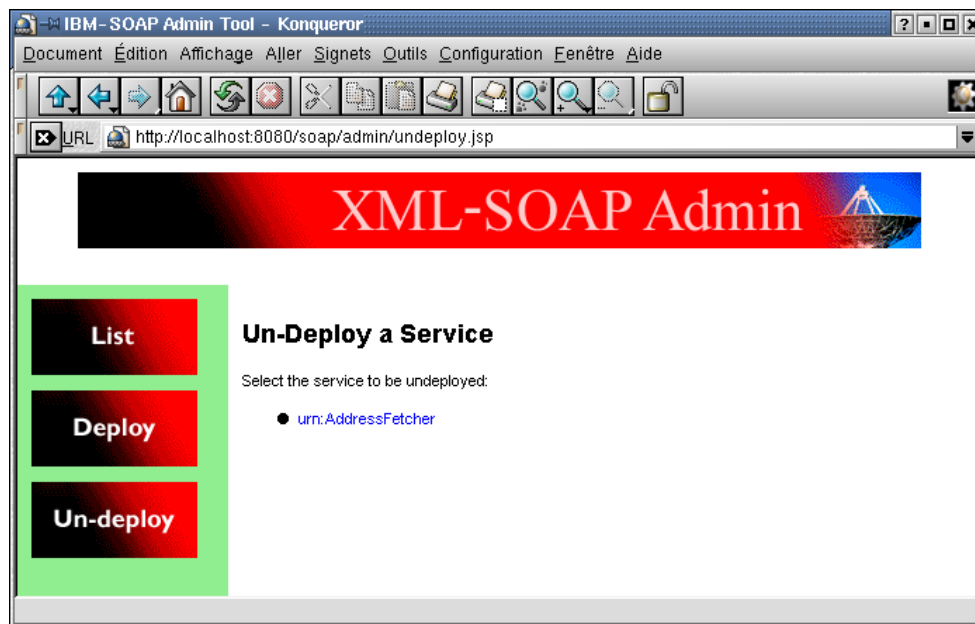 IBM-SOAP Admin Tool - Konqueror
Document Édition Affichage Aller Signets Outils Configuration Fenêtre Aide
URL http://localhost:8080/soap/admin/undeploy.jsp
XML-SOAP Admin
List
Deploy
Un-deploy
Un-Deploy a Service
Select the service to be undeployed:
urn:AddressFetcher